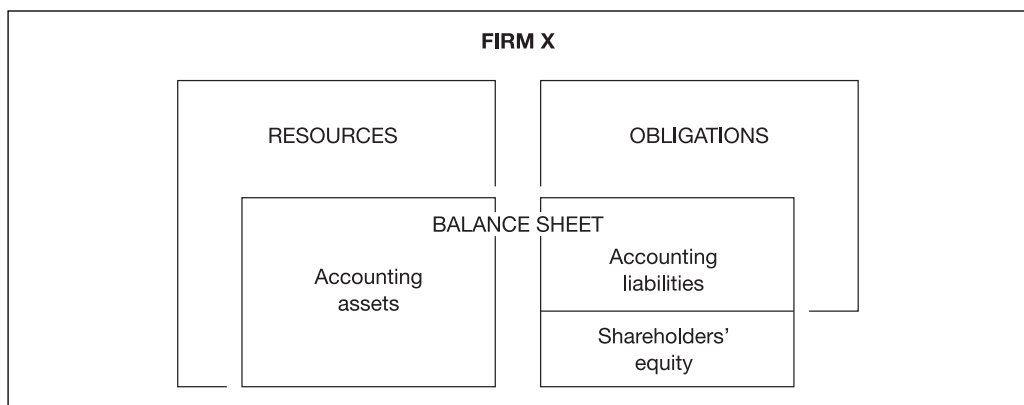 FIRM X
RESOURCES
OBLIGATIONS
BALANCE SHEET
Accounting
assets
Accounting
liabilities
Shareholders’
equity